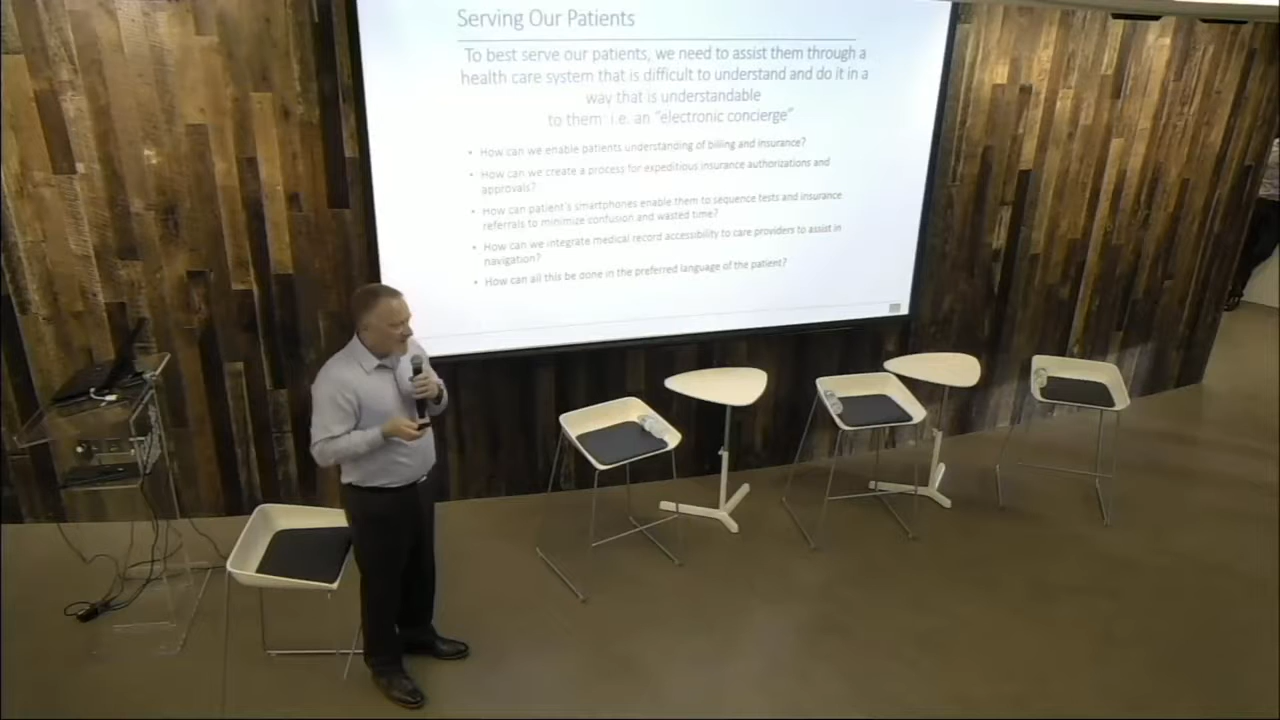 Serving Our Patients
To best serve our patients, we need to assist them through a
health care system that is difficult to understand and do it in a
way that is understandable
to them: i.e. an "electronic concierge"
• How can we enable patients understanding of billing and insurance?
• How can we create a process for expeditious insurance authorizations and
approvals?
• How can patient's smartphones enable them to sequence tests and insurance
referrals to minimize confusion and wasted time?
• How can we integrate medical record accessibility to care providers to assist in
navigation?
• How can all this be done in the preferred language of the patient?